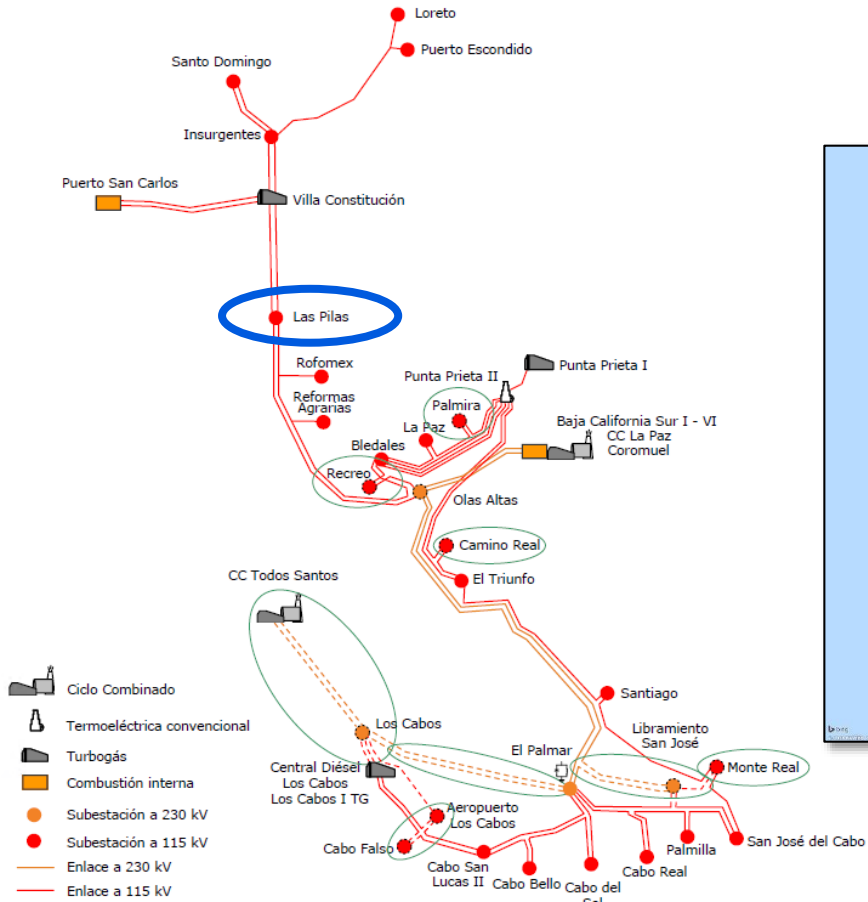 Loreto
Puerto Escondido
Santo Domingo
Insurgentes
Puerto San Carlos
Villa Constitución
Las Pilas
Rofomex
Reformas
Agrarias
Punta Prieta II
Punta Prieta I
Palmira
La Paz
Baja California Sur I - VI
CC La Paz
Coromuel
Bledales
Recreo
Olas Altas
Camino Real
El Triunfo
CC Todos Santos
Santiago
Los Cabos
Libramiento
San José
El Palmar
Monte Real
Central Diésel
Los Cabos
Los Cabos I TG
Aeropuerto
Los Cabos
Cabo Falso
Cabo San
Lucas II
Cabo Bello
Cabo del
Cabo Real
Palmilla
San José del Cabo
Ciclo Combinado
Termoeléctrica convencional
Turbogás
Combustión interna
Subestación a 230 kV
Subestación a 115 kV
Enlace a 230 kV
Enlace a 115 kV